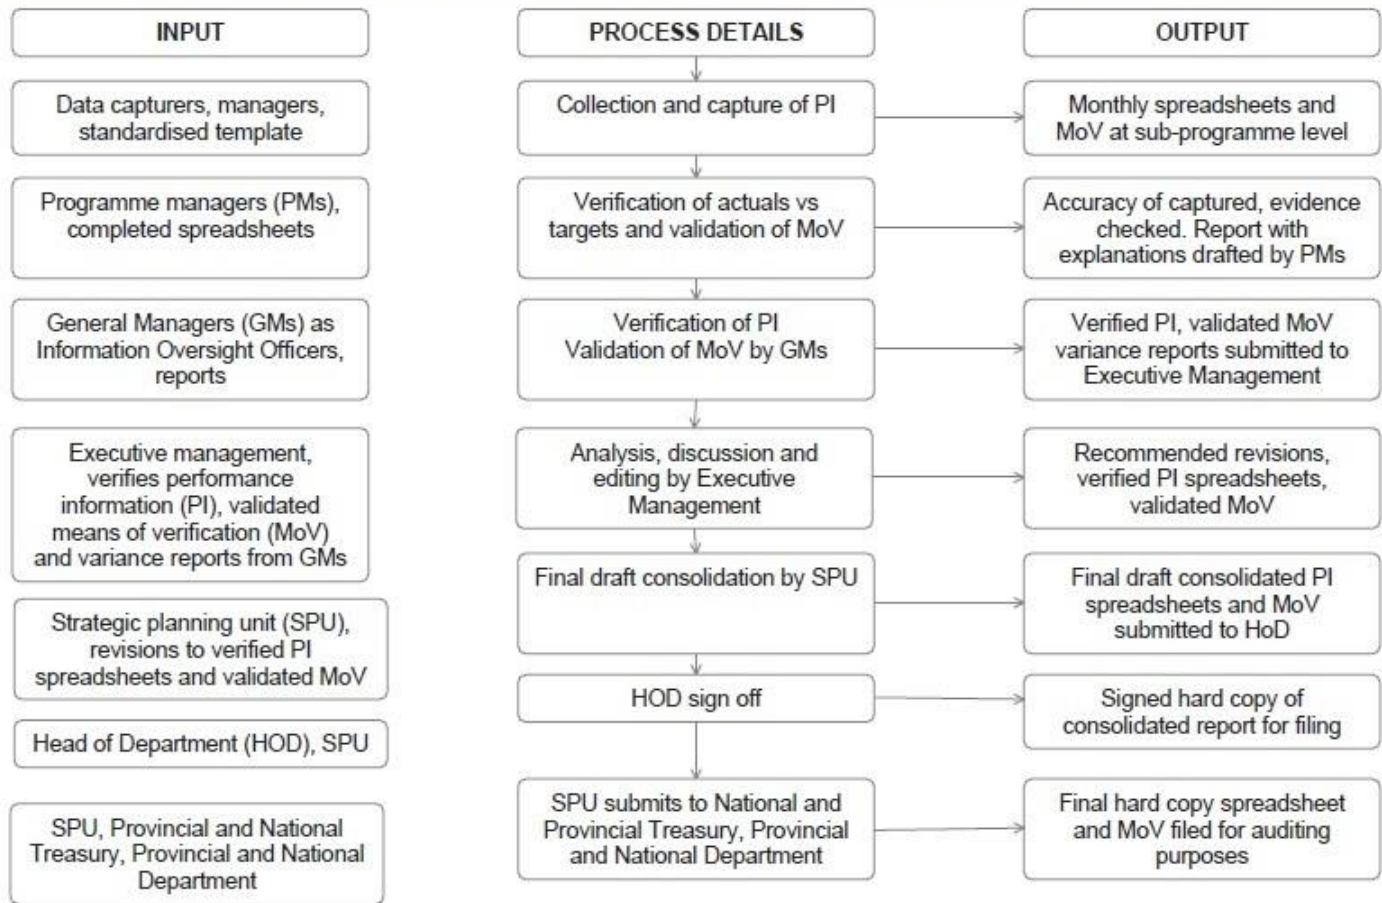 INPUT
PROCESS DETAILS
OUTPUT
Data capturers, managers,
standardised template
Collection and capture of PI
Monthly spreadsheets and
MoV at sub-programme level
Programme managers (PMs),
completed spreadsheets
Verification of actuals vs
targets and validation of MoV
Accuracy of captured, evidence
checked. Report with
explanations drafted by PMs
General Managers (GMs) as
Information Oversight Officers,
reports
Verification of PI
Validation of MoV by GMs
Verified PI, validated MoV
variance reports submitted to
Executive Management
Executive management,
verifies performance
information (PI), validated
means of verification (MoV)
and variance reports from GMs
Analysis, discussion and
editing by Executive
Management
Recommended revisions,
verified PI spreadsheets,
validated MoV
Strategic planning unit (SPU),
revisions to verified PI
spreadsheets and validated MoV
Final draft consolidation by SPU
Final draft consolidated PI
spreadsheets and MoV
submitted to HoD
Head of Department (HOD), SPU
HOD sign off
Signed hard copy of
consolidated report for filing
SPU, Provincial and National
Treasury, Provincial and National
Department
SPU submits to National and
Provincial Treasury, Provincial
and National Department
Final hard copy spreadsheet
and MoV filed for auditing
purposes